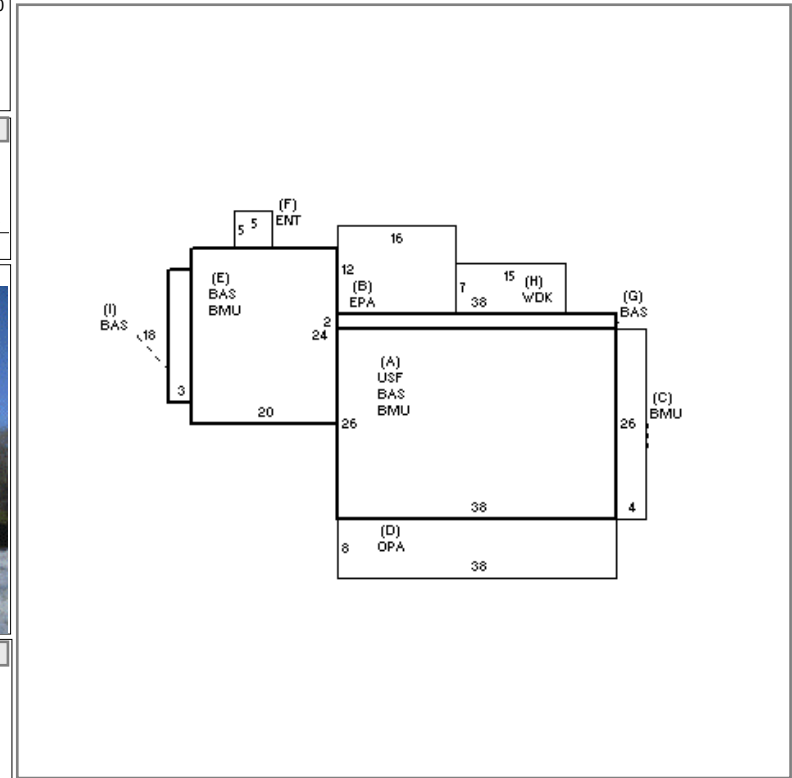 (F)
5 5 ENT
16
12
(E)
BAS
BMU
(B)
EPA
7
15 (H)
WDK
38
(G)
BAS
(I)
BAS
18
2
24
(A)
USF
BAS
BMU
3
20
26
(C)
BMU
26
38
4
(D)
OPA
8
38